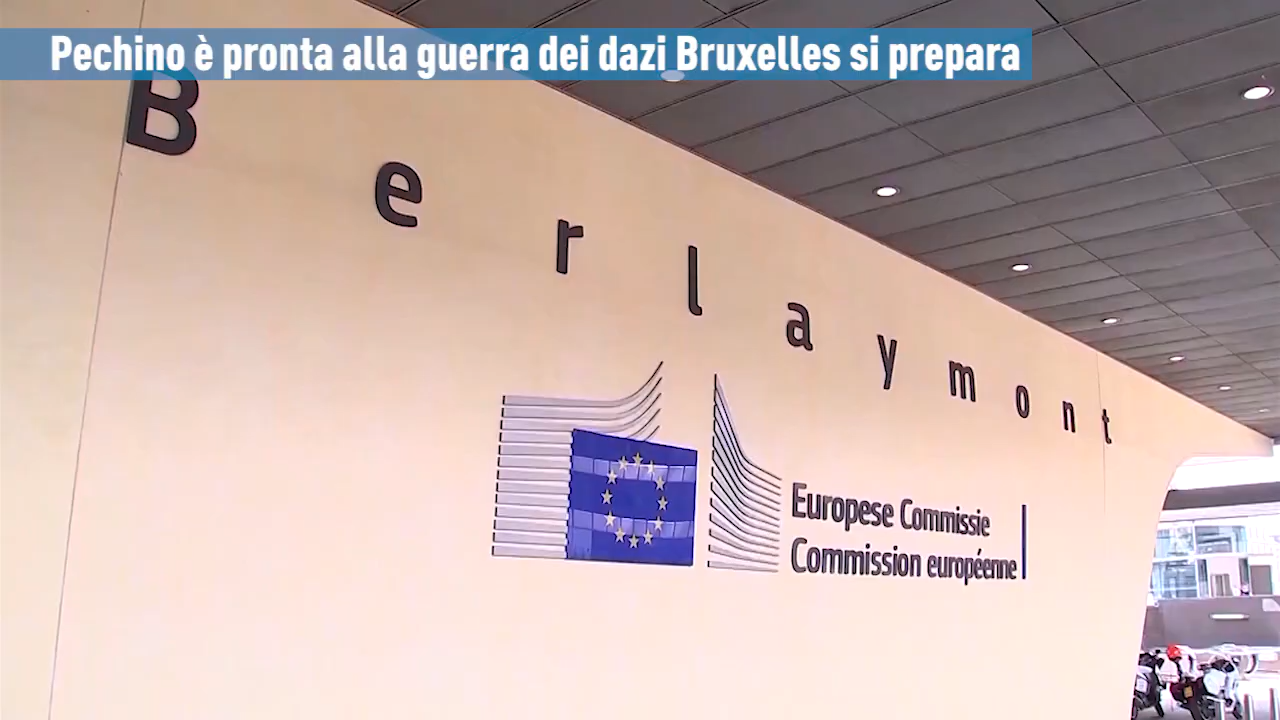 Pechino è pronta alla guerra dei dazi Bruxelles si prepara
Berlaymont
Europese Commissie
Commission européenne